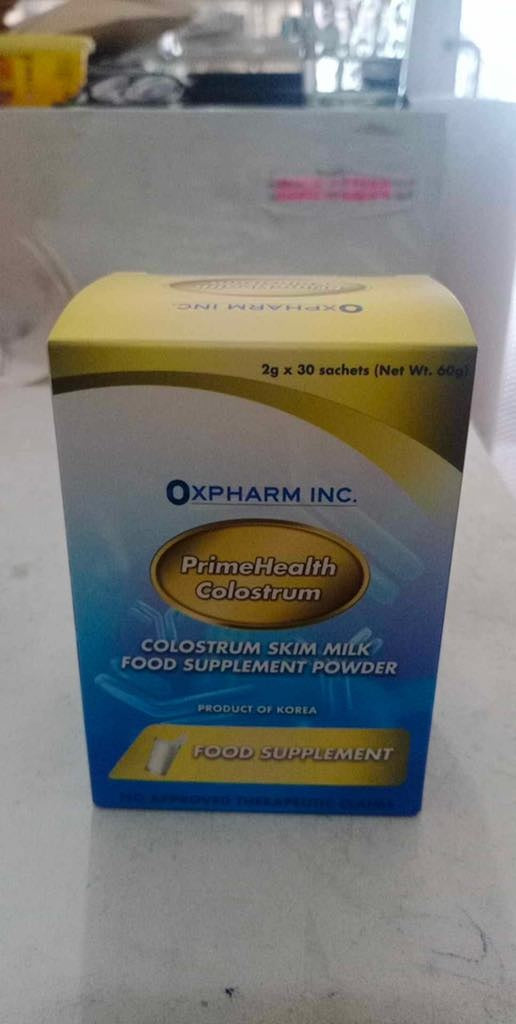 OXPHARM INC.
2g x 30 sachets (Net Wt. 60g)
OXPHARM INC.
PrimeHealth
Colostrum
COLOSTRUM SKIM MILK
FOOD SUPPLEMENT POWDER
PRODUCT OF KOREA
FOOD SUPPLEMENT
NO APPROVED THERAPEUTIC CLAIMS